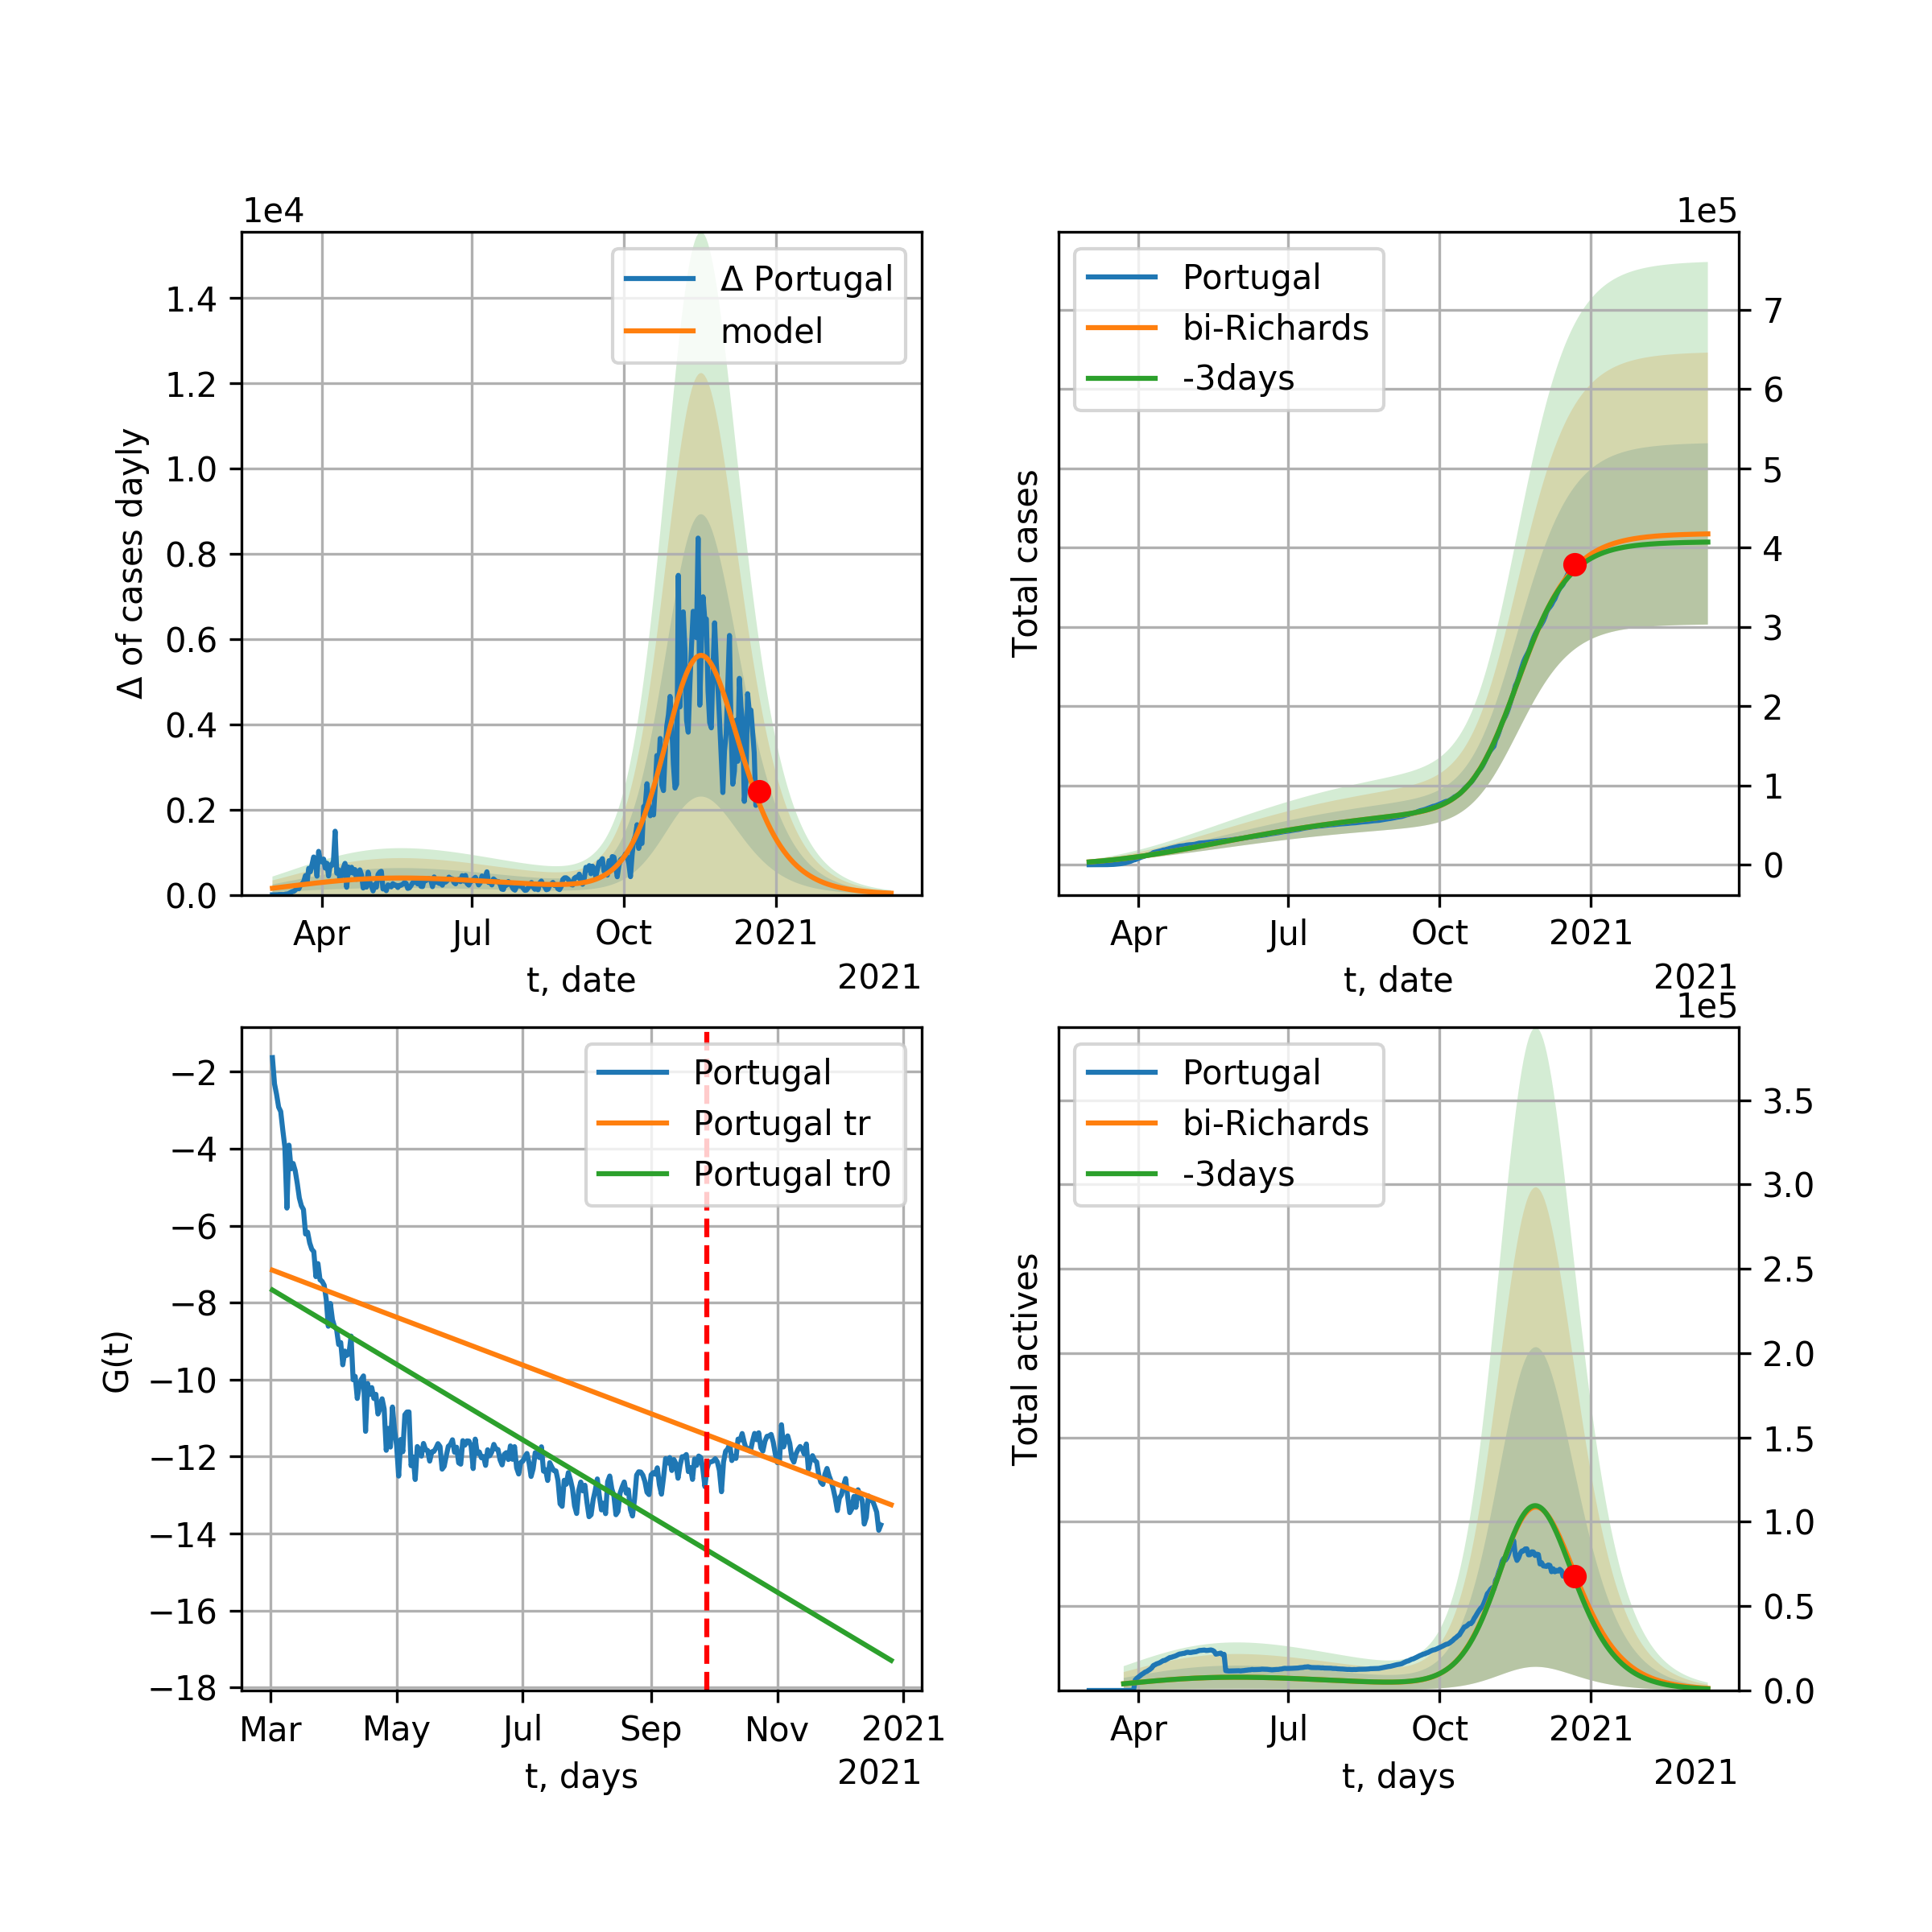 1e4
Δ Portugal
model
1.4
1.2
1.0
0.8
0.6
0.4
0.2
0.0
Δ of cases dayly
Apr
Jul
Oct
2021
t, date
2021
1e5
Portugal
bi-Richards
-3days
7
6
5
4
3
2
1
0
Total cases
Apr
Jul
Oct
2021
t, date
2021
Portugal
Portugal tr
Portugal tr0
−2
−4
−6
−8
−10
−12
−14
−16
−18
G(t)
Mar
May
Jul
Sep
Nov
2021
t, days
2021
1e5
Portugal
bi-Richards
-3days
3.5
3.0
2.5
2.0
1.5
1.0
0.5
0.0
Total actives
Apr
Jul
Oct
2021
t, days
2021